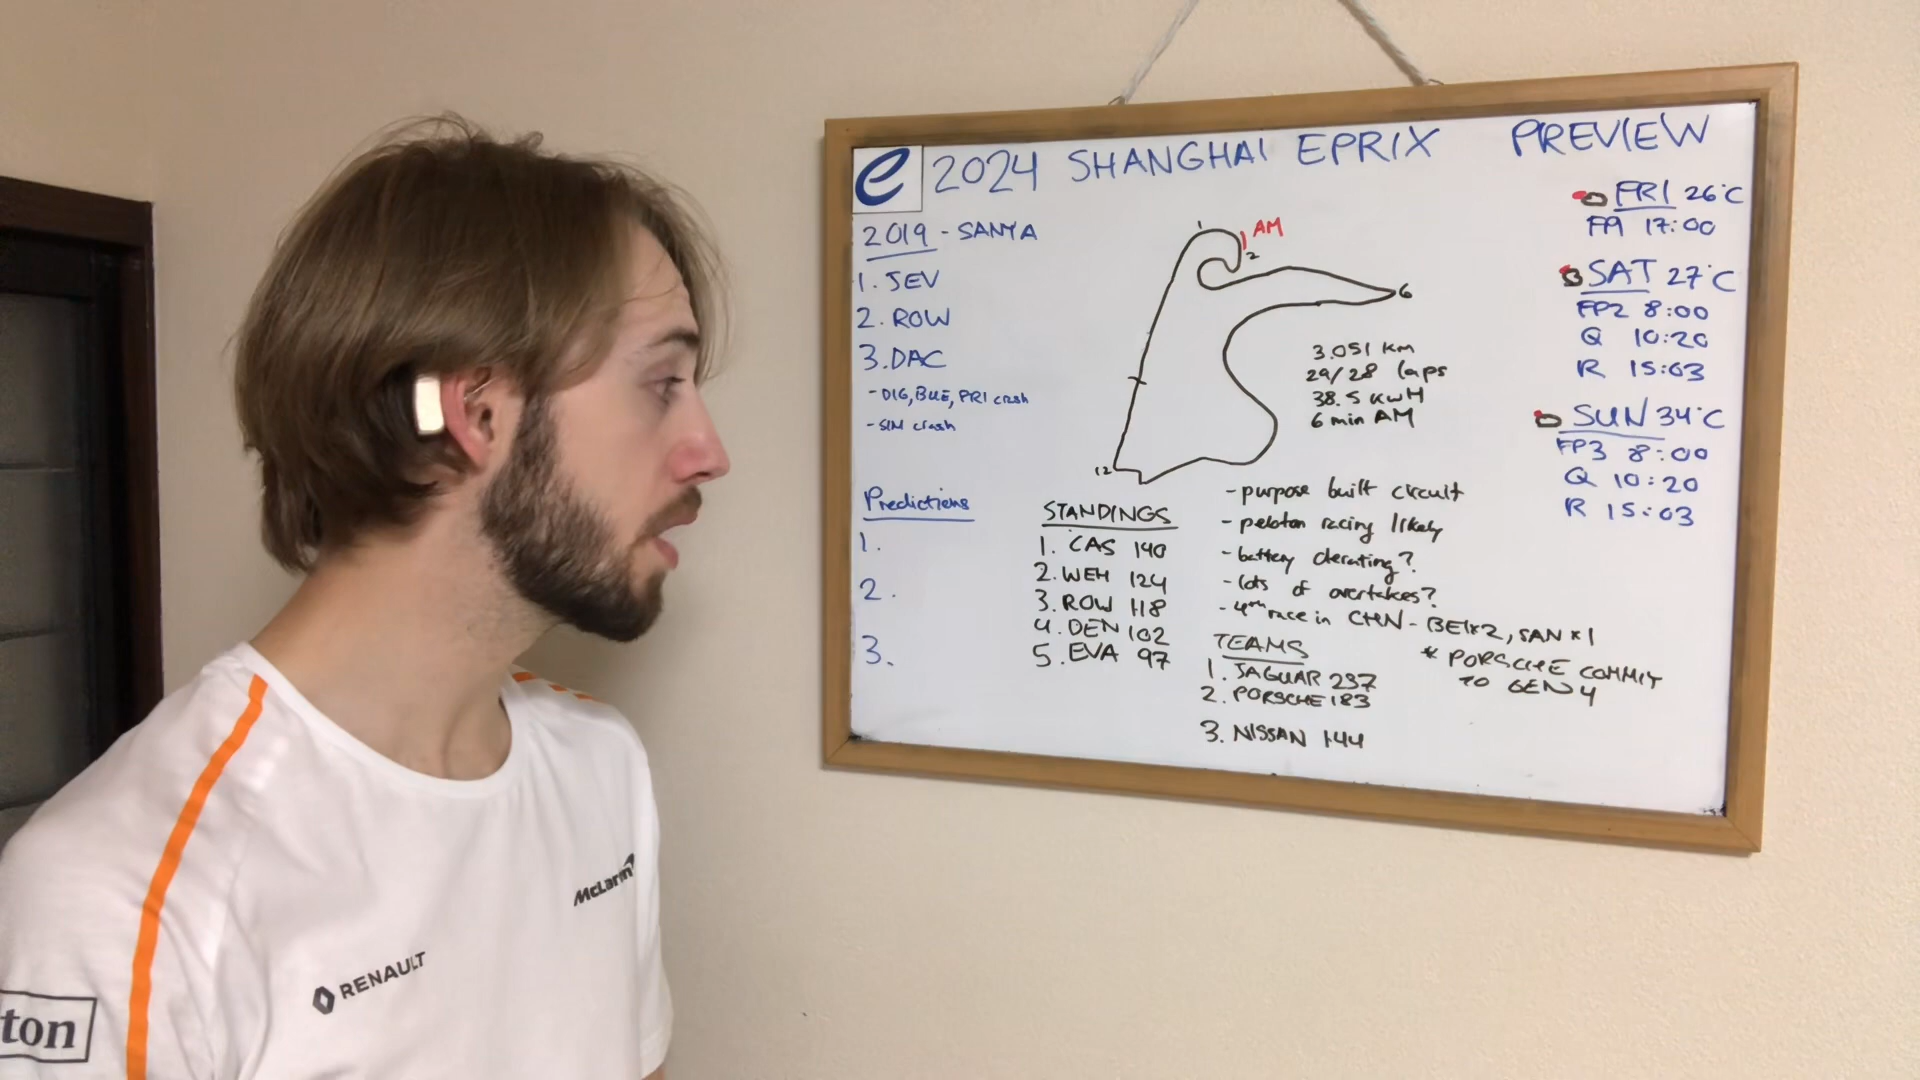 e 2024 SHANGHAI EPRIX PREVIEW
2019 - SANYA
1. JEV
2. ROW
3. DAC
- DIG, BUE, PRI crash
- SIM crash
Predictions
1.
2.
3.
1
AM
2
6
12
3.051 km
29/28 laps
38.5 kwH
6 min AM
STANDINGS
1. CAS 140
2. WEH 124
3. ROW 118
4. DEN 102
5. EVA 97
- purpose built circuit
- peloton racing likely
- battery derating?
- lots of overtakes?
- 4th race in CHN - BEIx2, SAN x 1
* PORSCHE COMMIT
TO GEN 4
TEAMS
1. JAGUAR 237
2. PORSCHE 183
3. NISSAN 144
FRI 26°C
FP1 17:00
SAT 27°C
FP2 8:00
Q 10:20
R 15:03
SUN 34°C
FP3 8:00
Q 10:20
R 15:03
McLaren
RENAULT
ton